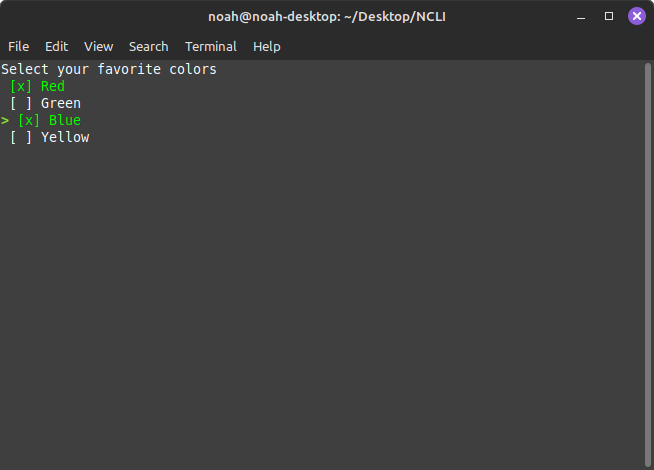 noah@noah-desktop: ~/Desktop/NCLI
File Edit View Search Terminal Help
Select your favorite colors
[x] Red
[ ] Green
> [x] Blue
[ ] Yellow